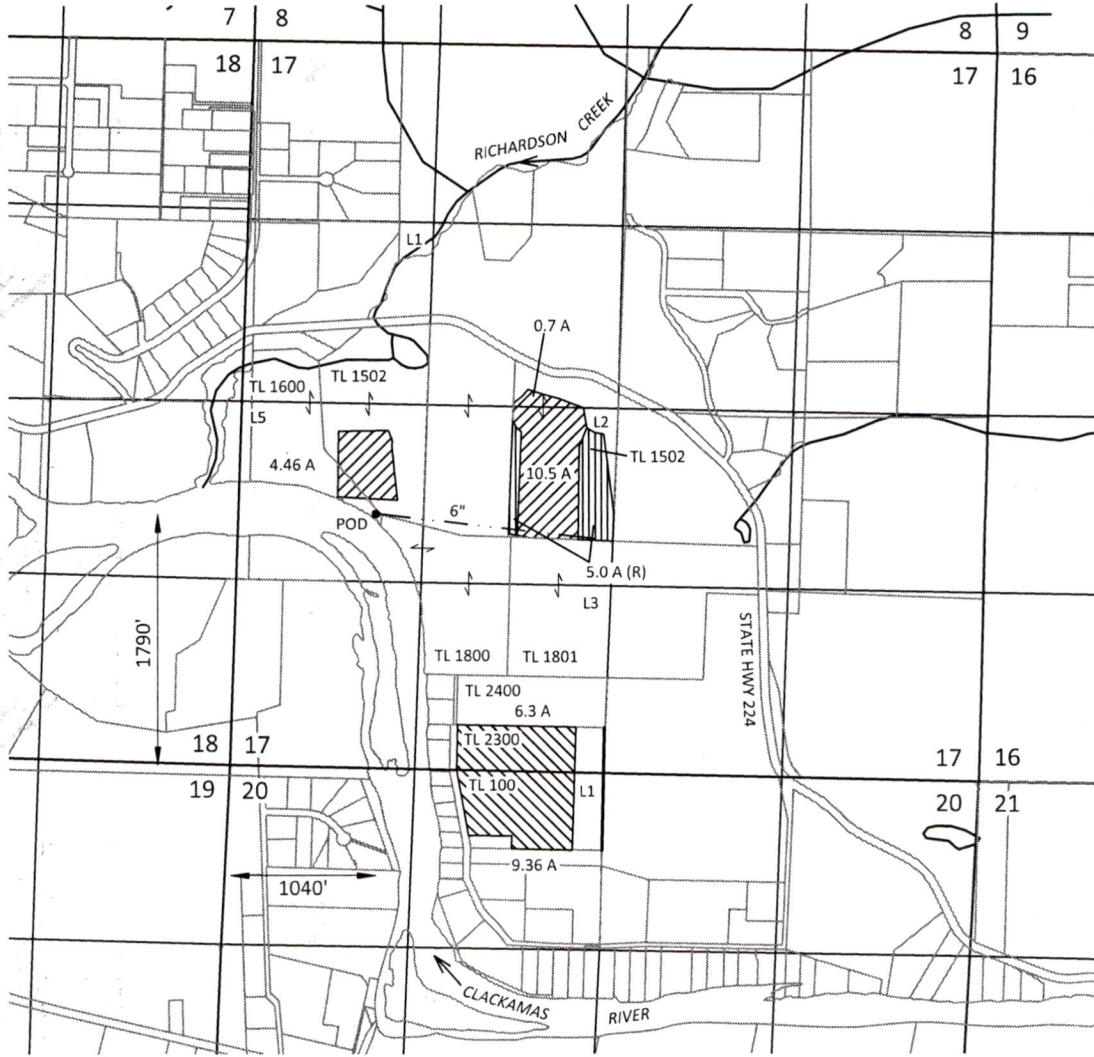 7 8
8 9
18 17
17 16
RICHARDSON CREEK
L1
0.7 A
TL 1600
TL 1502
L5
L2
TL 1502
4.46 A
10.5 A
6"
POD
5.0 A (R)
L3
1790'
STATE HWY 224
TL 1800
TL 1801
TL 2400
6.3 A
TL 2300
18 17
17 16
19 20
TL 100
L1
20 21
9.36 A
1040'
CLACKAMAS RIVER